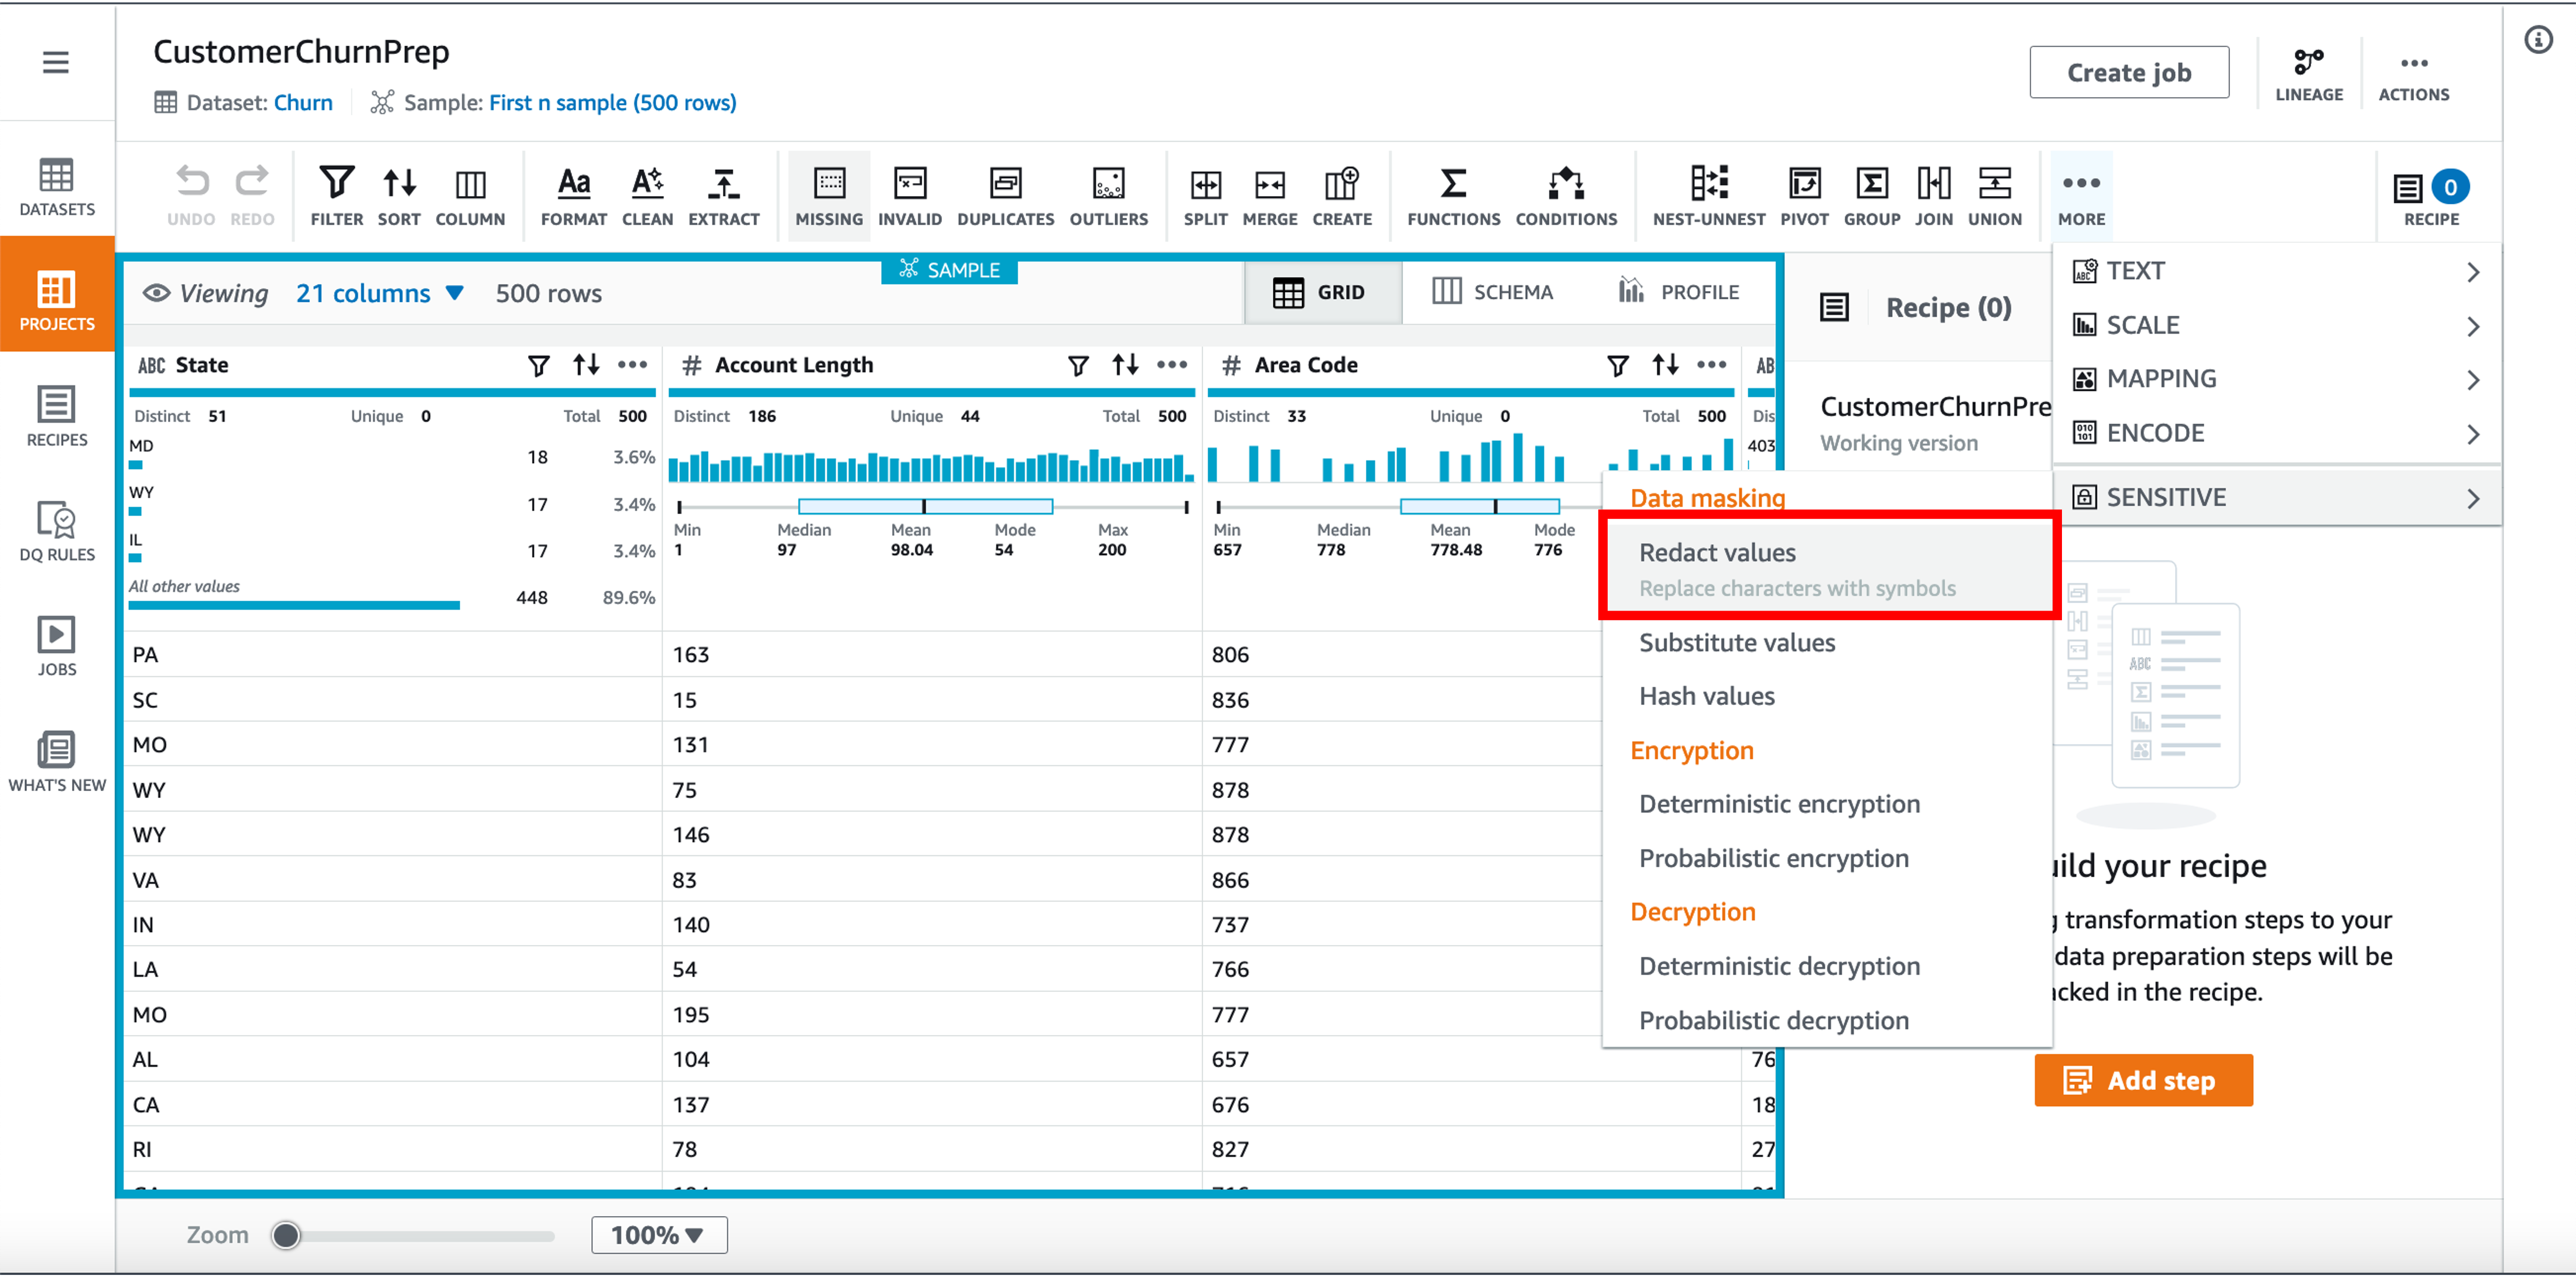 CustomerChurnPrep
Dataset: Churn
Sample: First n sample (500 rows)
Create job
LINEAGE
ACTIONS
DATASETS
PROJECTS
RECIPES
DQ RULES
JOBS
WHAT'S NEW
UNDO
REDO
FILTER
SORT
COLUMN
FORMAT
CLEAN
EXTRACT
MISSING
INVALID
DUPLICATES
OUTLIERS
SPLIT
MERGE
CREATE
FUNCTIONS
CONDITIONS
NEST-UNNEST
PIVOT
GROUP
JOIN
UNION
MORE
0
RECIPE
Viewing 21 columns 500 rows
SAMPLE
GRID
SCHEMA
PROFILE
ABC State
# Account Length
# Area Code
Distinct 51 Unique 0 Total 500
Distinct 186 Unique 44 Total 500
Distinct 33 Unique 0 Total 500
403
MD 18 3.6%
WY 17 3.4%
IL 17 3.4%
All other values 448 89.6%
Min Median Mean Mode Max
1 97 98.04 54 200
Min Median Mean Mode
657 778 778.48 776
PA 163 806
SC 15 836
MO 131 777
WY 75 878
WY 146 878
VA 83 866
IN 140 737
LA 54 766
MO 195 777
AL 104 657 76
CA 137 676 18
RI 78 827 27
Zoom
100%
Recipe (0)
CustomerChurnPre
Working version
TEXT
SCALE
MAPPING
ENCODE
SENSITIVE
Data masking
Redact values
Replace characters with symbols
Substitute values
Hash values
Encryption
Deterministic encryption
Probabilistic encryption
Decryption
Deterministic decryption
Probabilistic decryption
ABC
your recipe
transformation steps to your
data preparation steps will be
in the recipe.
Add step